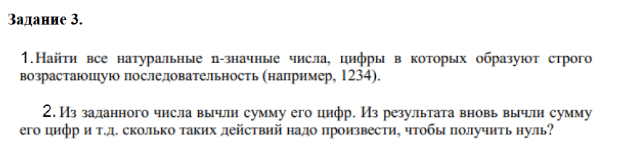 Задание 3.
1.Найти все натуральные n-значные числа, цифры в которых образуют строго
возрастающую последовательность (например, 1234).
2. Из заданного числа вычли сумму его цифр. Из результата вновь вычли сумму
его цифр и т.д. сколько таких действий надо произвести, чтобы получить нуль?